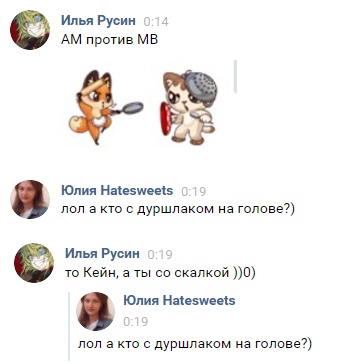 Илья Русин 0:14
АМ против МВ
Юлия Hatesweets 0:19
лол а кто с дуршлаком на голове?)
Илья Русин 0:19
то Кейн, а ты со скалкой ))0)
Юлия Hatesweets
0:19
лол а кто с дуршлаком на голове?)